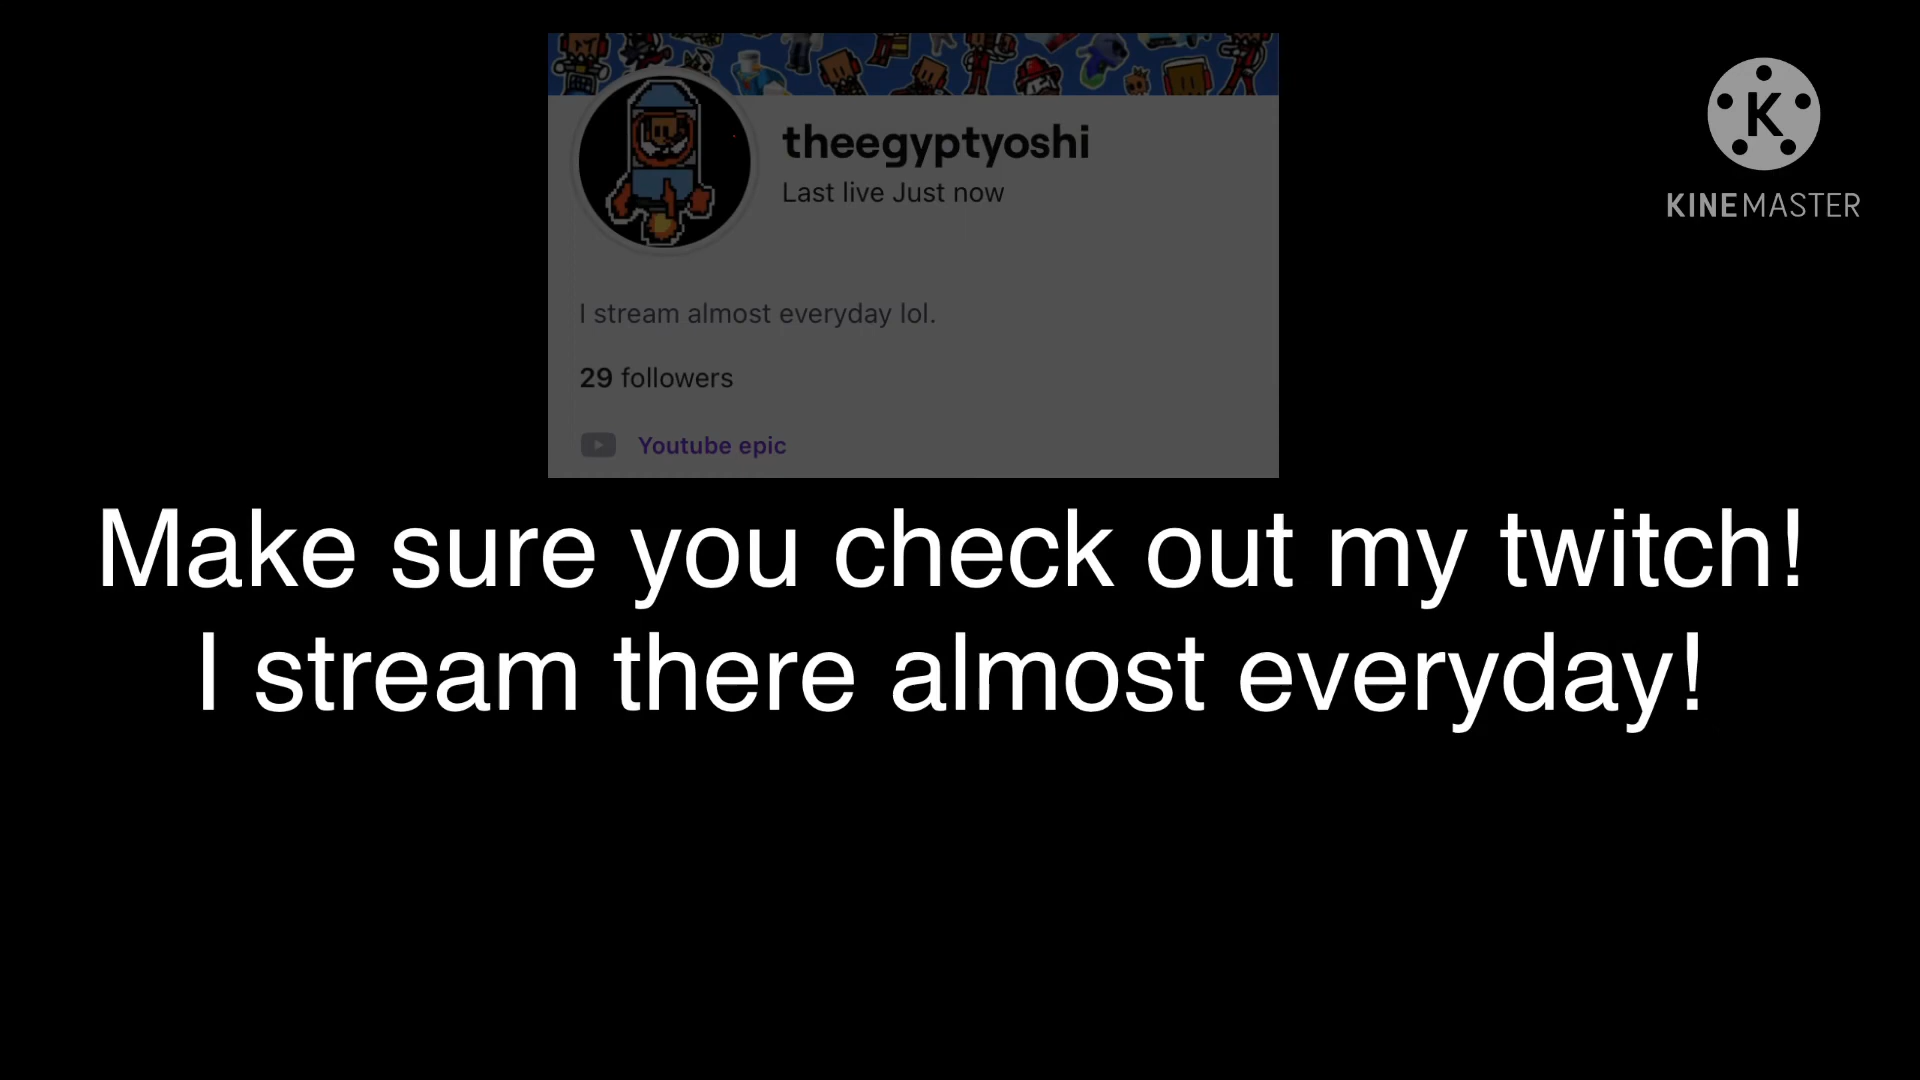 theegyptyoshi
Last live Just now
I stream almost everyday lol.
29 followers
Youtube epic
K
KINEMASTER
Make sure you check out my twitch!
I stream there almost everyday!